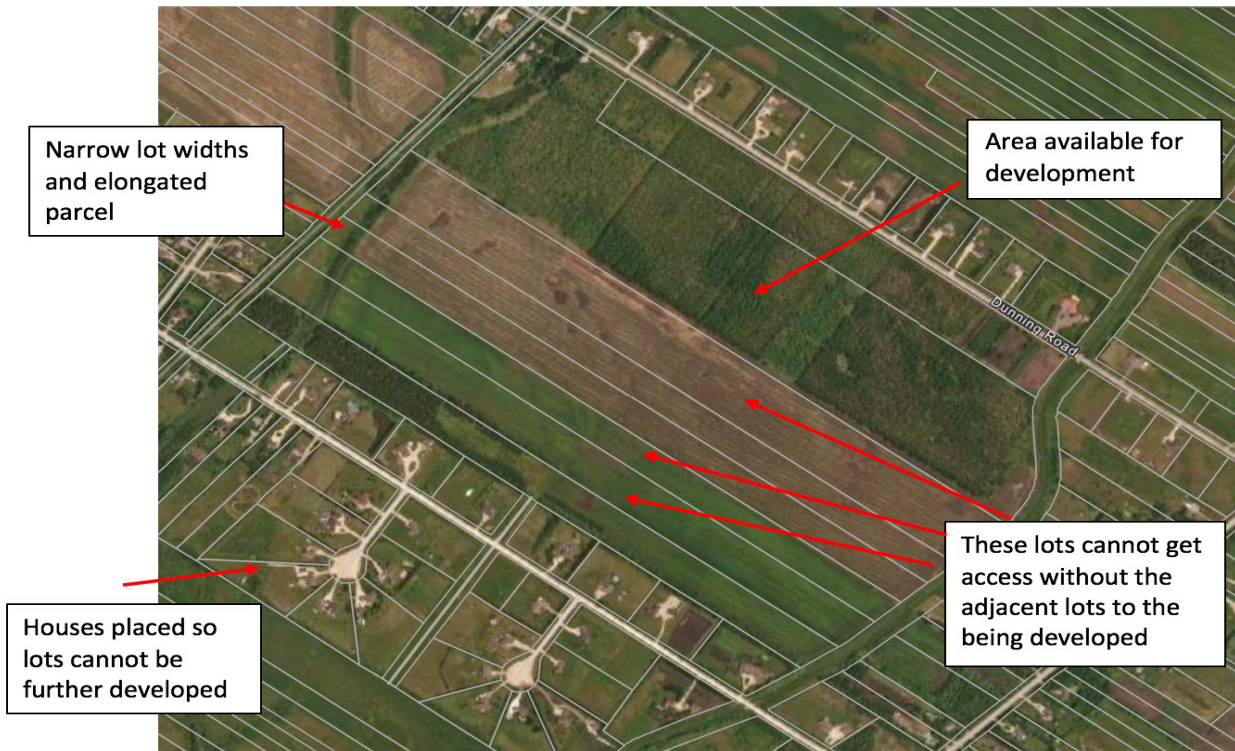 Narrow lot widths
and elongated
parcel
Area available for
development
Dunning Road
These lots cannot get
access without the
adjacent lots to the
being developed
Houses placed so
lots cannot be
further developed